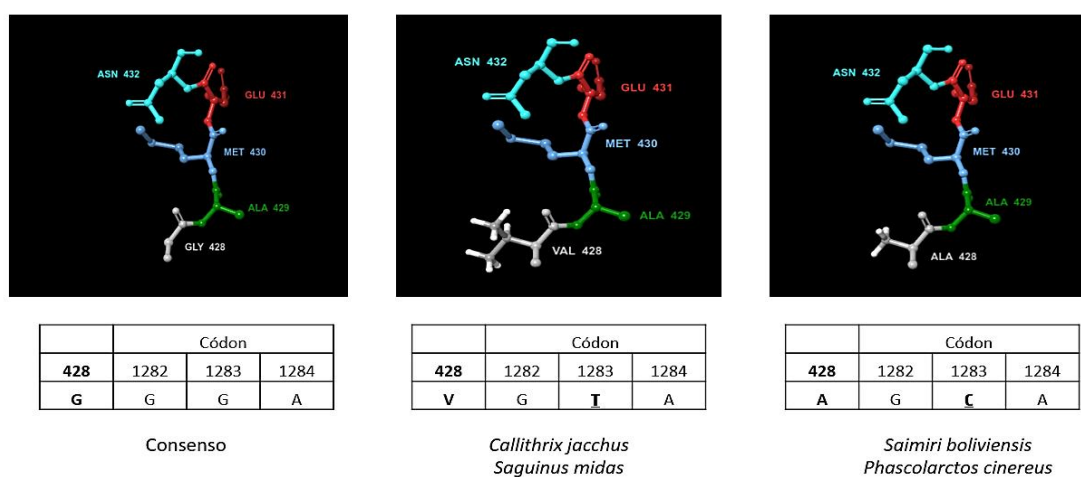 ASN 432
GLU 431
MET 430
ALA 429
GLY 428
ASN 432
GLU 431
MET 430
ALA 429
VAL 428
ASN 432
GLU 431
MET 430
ALA 429
ALA 428
Códon
428 1282 1283 1284
G G G A
Consenso
Códon
428 1282 1283 1284
V G T A
Callithrix jacchus
Saguinus midas
Códon
428 1282 1283 1284
A G C A
Saimiri boliviensis
Phascolarctos cinereus